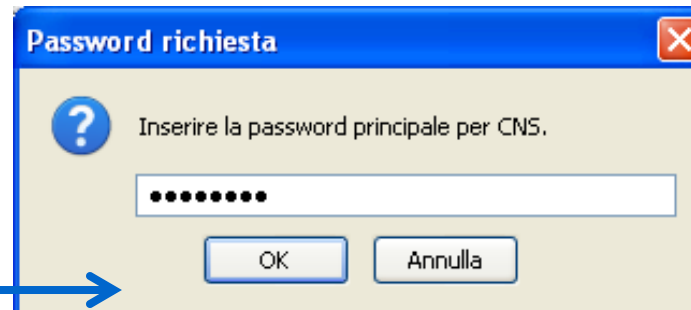 Password richiesta
Inserire la password principale per CNS.
••••••••
OK
Annulla